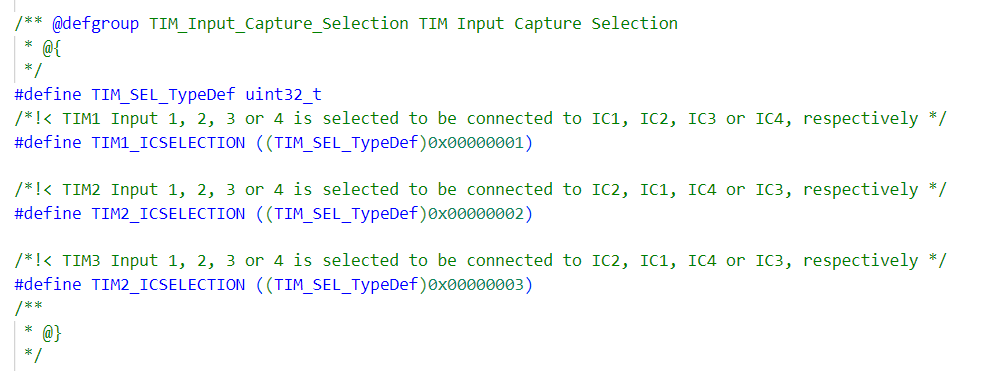 /** @defgroup TIM_Input_Capture_Selection TIM Input Capture Selection
* @{
*/
#define TIM_SEL_TypeDef uint32_t
/*!< TIM1 Input 1, 2, 3 or 4 is selected to be connected to IC1, IC2, IC3 or IC4, respectively */
#define TIM1_ICSELECTION ((TIM_SEL_TypeDef)0x00000001)
/*!< TIM2 Input 1, 2, 3 or 4 is selected to be connected to IC2, IC1, IC4 or IC3, respectively */
#define TIM2_ICSELECTION ((TIM_SEL_TypeDef)0x00000002)
/*!< TIM3 Input 1, 2, 3 or 4 is selected to be connected to IC2, IC1, IC4 or IC3, respectively */
#define TIM2_ICSELECTION ((TIM_SEL_TypeDef)0x00000003)
/**
* @}
*/